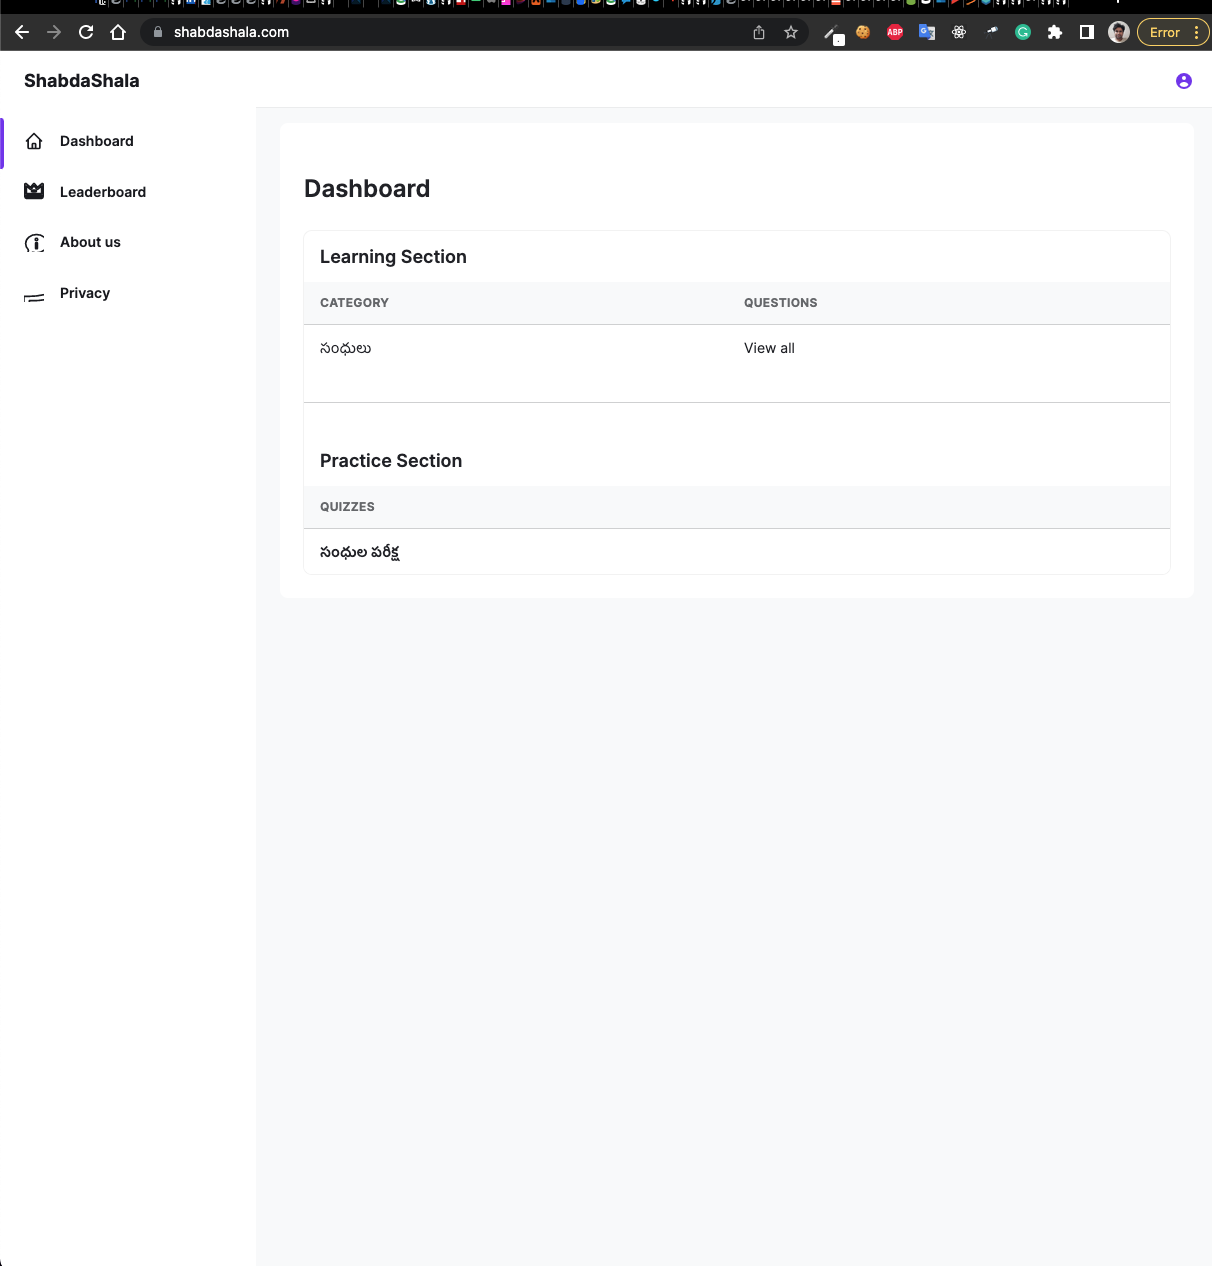 shabdashala.com
ABP
Error
ShabdaShala
Dashboard
Leaderboard
About us
Privacy
Dashboard
Learning Section
CATEGORY QUESTIONS
సంధులు View all
Practice Section
QUIZZES
సంధుల పరీక్ష